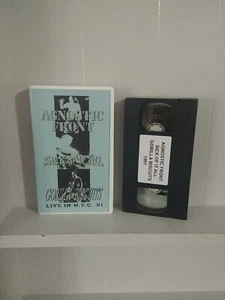 AGNOSTIC
FRONT
SICK OF IT ALL
GORILLA BISCUITS
LIVE IN N.Y.C. '91
AGNOSTIC FRONT
SICK OF IT ALL
GORILLA BISCUITS
1991